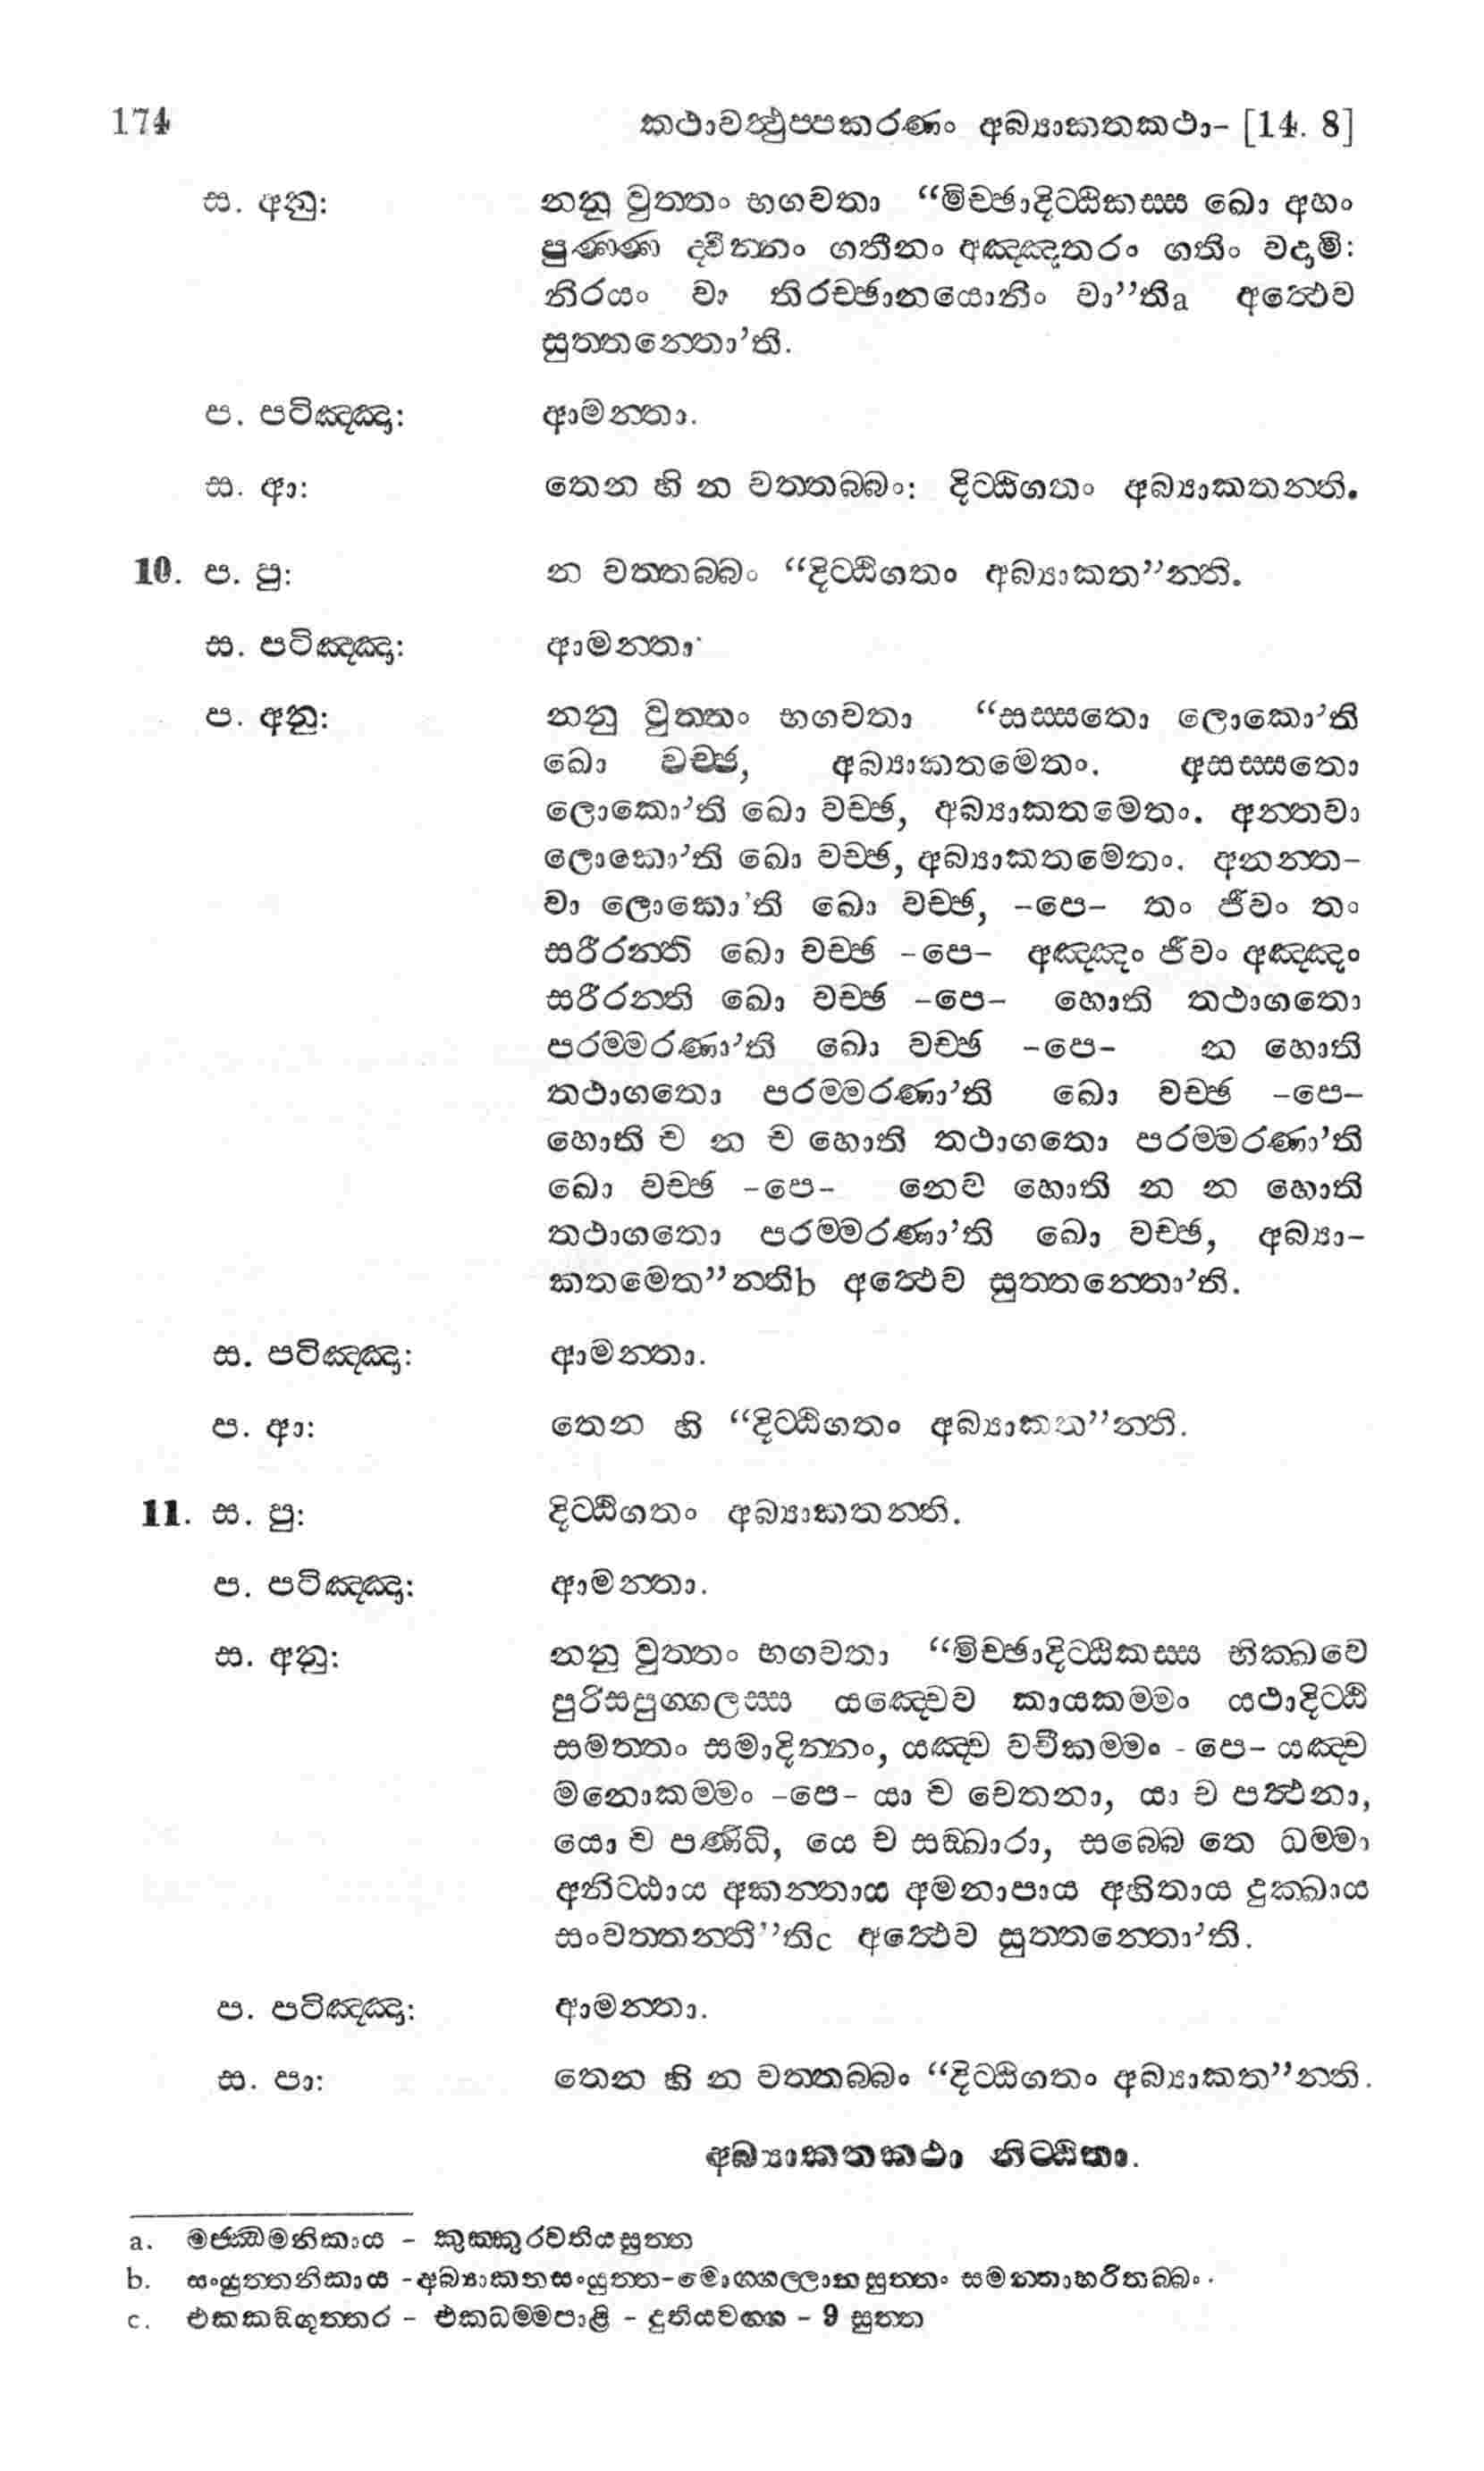 174 කථාවත්‍ථුප්පකරණං අබ්‍යාකතකථා- [14. 8]
ස. අනු: නනු වුත්තං භගවතා “මිච්ඡාදිට්ඨිකස්ස ඛො අහං
පුණ්ණ ද්විත්තං ගතීනං අඤ්ඤතරං ගතිං වදාමි:
නිරයං වා තිරච්ඡානයොනිං වා”තිa අත්‍ථෙව
සුත්තන්තො’ති.
ප. පටිඤ්ඤා: ආමන්තා.
ස. ආ: තෙන හි න වත්තබ්බං: දිට්ඨිගතං අබ්‍යාකතන්ති.
10. ප. පු: න වත්තබ්බං “දිට්ඨිගතං අබ්‍යාකත”න්ති.
ස. පටිඤ්ඤා: ආමන්තා
ප. අනු: නනු වුත්තං භගවතා “සස්සතො ලොකො’ති
ඛො වච්ඡ, අබ්‍යාකතමෙතං. අසස්සතො
ලොකො’ති ඛො වච්ඡ, අබ්‍යාකතමෙතං. අන්තවා
ලොකො’ති ඛො වච්ඡ, අබ්‍යාකතමෙතං. අනන්ත-
වා ලොකො’ති ඛො වච්ඡ, -පෙ- තං ජීවං තං
සරීරන්ති ඛො වච්ඡ -පෙ- අඤ්ඤං ජීවං අඤ්ඤං
සරීරන්ති ඛො වච්ඡ -පෙ- හොති තථාගතො
පරම්මරණා’ති ඛො වච්ඡ -පෙ- න හොති
තථාගතො පරම්මරණා’ති ඛො වච්ඡ -පෙ-
හොති ච න ච හොති තථාගතො පරම්මරණා’ති
ඛො වච්ඡ -පෙ- නෙව හොති න න හොති
තථාගතො පරම්මරණා’ති ඛො වච්ඡ, අබ්‍යා-
කතමෙත”න්තිb අත්‍ථෙව සුත්තන්තො’ති.
ස. පටිඤ්ඤා: ආමන්තා.
ප. ආ: තෙන හි “දිට්ඨිගතං අබ්‍යාකත”න්ති.
11. ස. පු: දිට්ඨිගතං අබ්‍යාකතන්ති.
ප. පටිඤ්ඤා: ආමන්තා.
ස. අනු: නනු වුත්තං භගවතා “මිච්ඡාදිට්ඨිකස්ස භික්ඛවෙ
පුරිසපුග්ගලස්ස යඤ්චෙව කායකම්මං යථාදිට්ඨි
සමත්තං සමාදින්නං, යඤ්ච වචීකම්මං - පෙ- යඤ්ච
මනොකම්මං -පෙ- යා ච චෙතනා, යා ච පත්‍ථනා,
යො ච පණිධි, යෙ ච සඞ්ඛාරා, සබ්බෙ තෙ ධම්මා
අනිට්ඨාය අකන්තාය අමනාපාය අහිතාය දුක්ඛාය
සංවත්තන්තී”තිc අත්‍ථෙව සුත්තන්තො’ති.
ප. පටිඤ්ඤා: ආමන්තා.
ස. පා: තෙන හි න වත්තබ්බං “දිට්ඨිගතං අබ්‍යාකත”න්ති.
අබ්‍යාකතකථා නිට්ඨිතා.
a. මජ්ඣිමනිකාය - කුක්කුරවතියසුත්ත
b. සංයුත්තනිකාය -අබ්‍යාකතසංයුත්ත-මොග්ගල්ලානසුත්තං සමන්තාහරිතබ්බං.
c. එකකඞ්ගුත්තර - එකධම්මපාළි - දුතියවග්ග - 9 සුත්ත